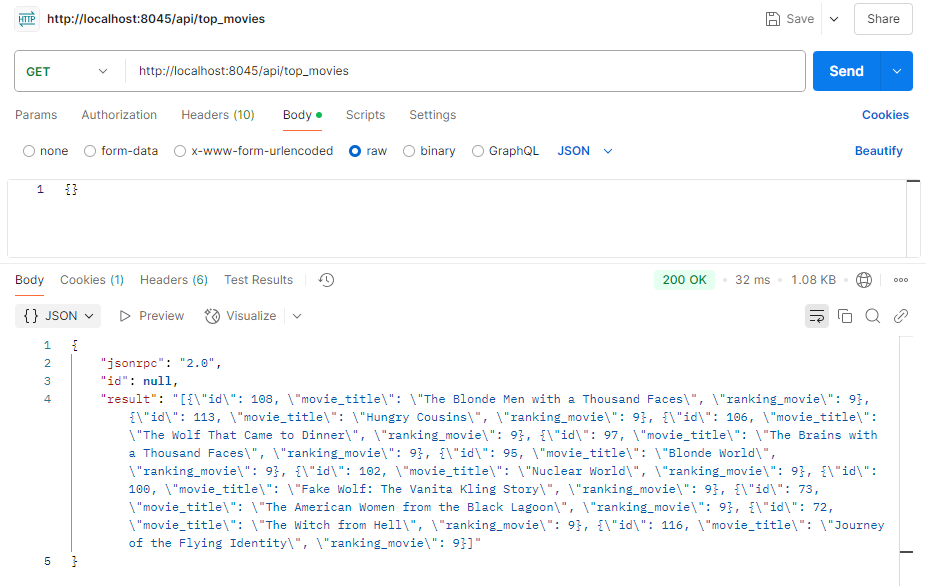 HTTP http://localhost:8045/api/top_movies Save Share
GET http://localhost:8045/api/top_movies Send
Params Authorization Headers (10) Body Scripts Settings Cookies
none form-data x-www-form-urlencoded raw binary GraphQL JSON Beautify
1 {}
Body Cookies (1) Headers (6) Test Results 200 OK 32 ms 1.08 KB
{} JSON Preview Visualize
1 {
2 "jsonrpc": "2.0",
3 "id": null,
4 "result": "[{\"id\": 108, \"movie_title\": \"The Blonde Men with a Thousand Faces\", \"ranking_movie\": 9},
{\"id\": 113, \"movie_title\": \"Hungry Cousins\", \"ranking_movie\": 9}, {\"id\": 106, \"movie_title\":
\"The Wolf That Came to Dinner\", \"ranking_movie\": 9}, {\"id\": 97, \"movie_title\": \"The Brains with
a Thousand Faces\", \"ranking_movie\": 9}, {\"id\": 95, \"movie_title\": \"Blonde World\",
\"ranking_movie\": 9}, {\"id\": 102, \"movie_title\": \"Nuclear World\", \"ranking_movie\": 9}, {\"id\":
100, \"movie_title\": \"Fake Wolf: The Vanita Kling Story\", \"ranking_movie\": 9}, {\"id\": 73,
\"movie_title\": \"The American Women from the Black Lagoon\", \"ranking_movie\": 9}, {\"id\": 72,
\"movie_title\": \"The Witch from Hell\", \"ranking_movie\": 9}, {\"id\": 116, \"movie_title\": \"Journey
of the Flying Identity\", \"ranking_movie\": 9}]"
5 }